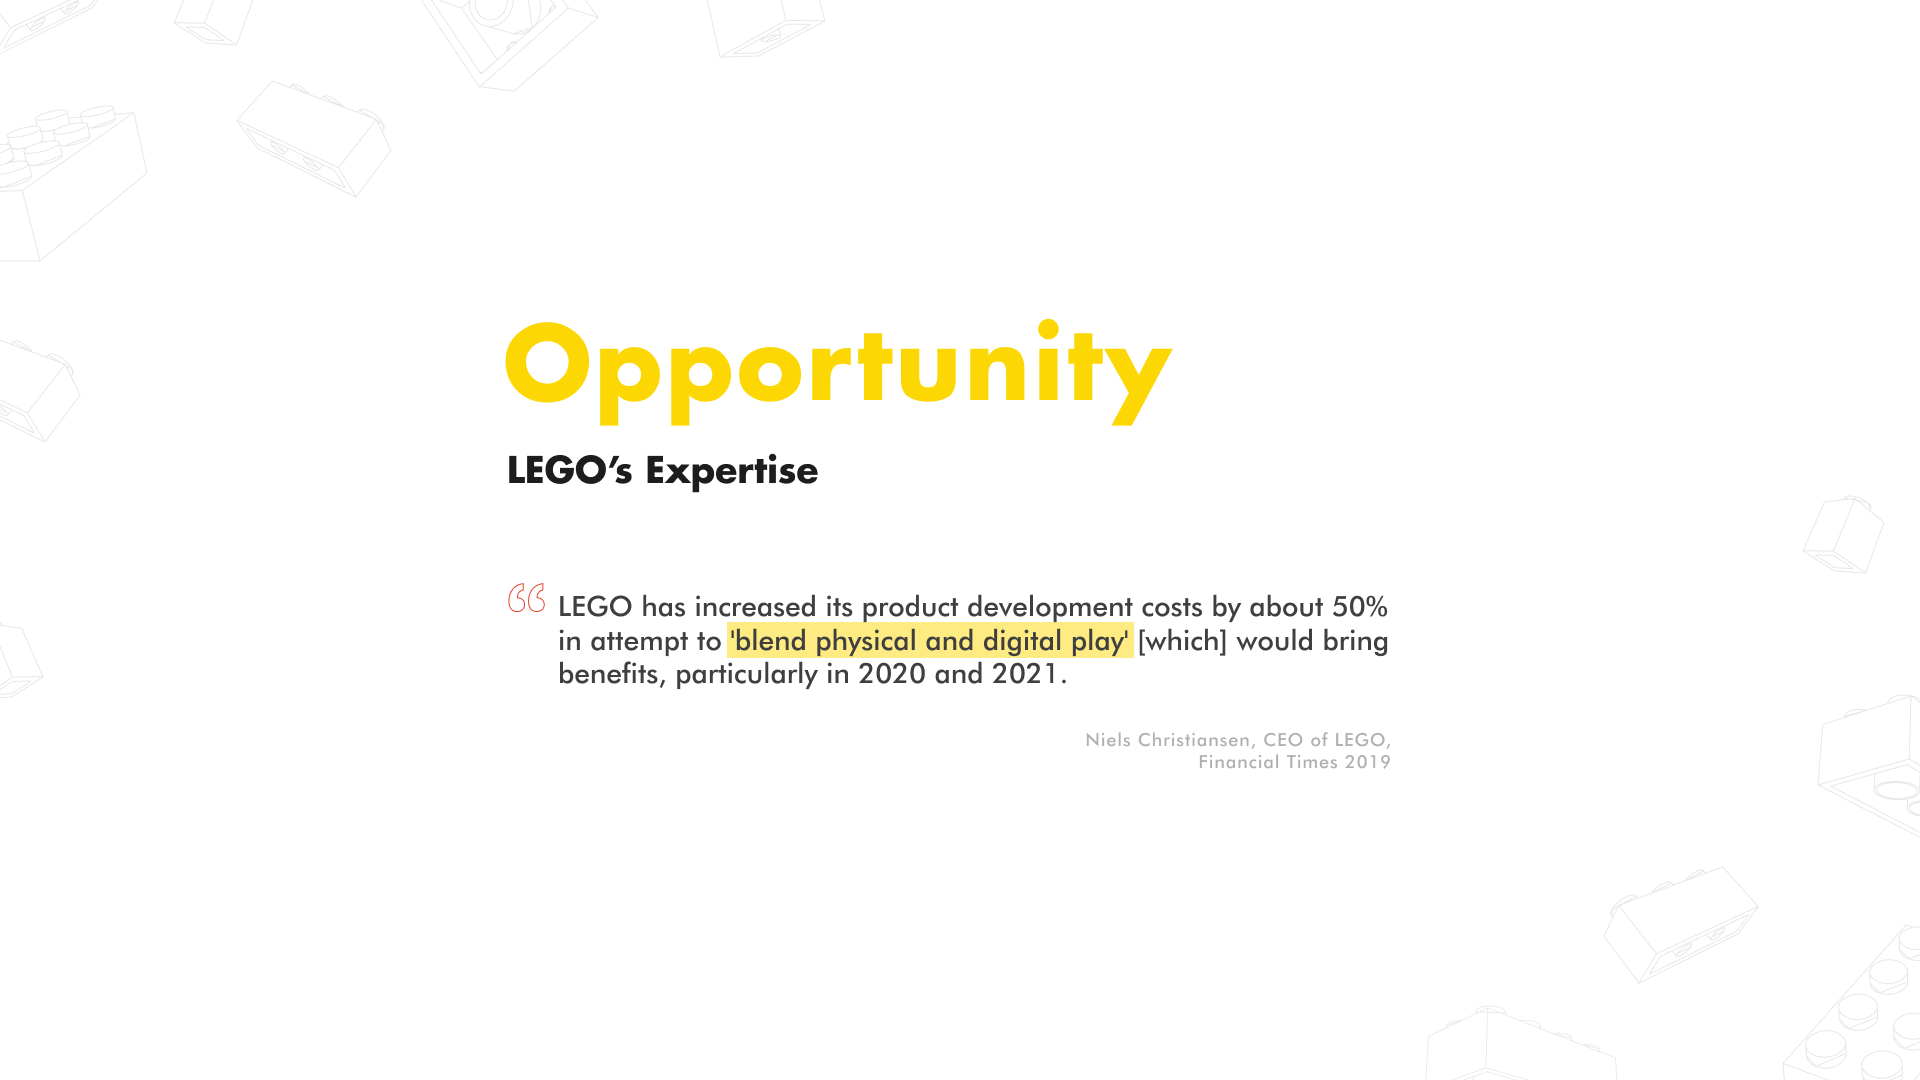 Opportunity
LEGO’s Expertise
“ LEGO has increased its product development costs by about 50%
in attempt to 'blend physical and digital play' [which] would bring
benefits, particularly in 2020 and 2021.
Niels Christiansen, CEO of LEGO,
Financial Times 2019